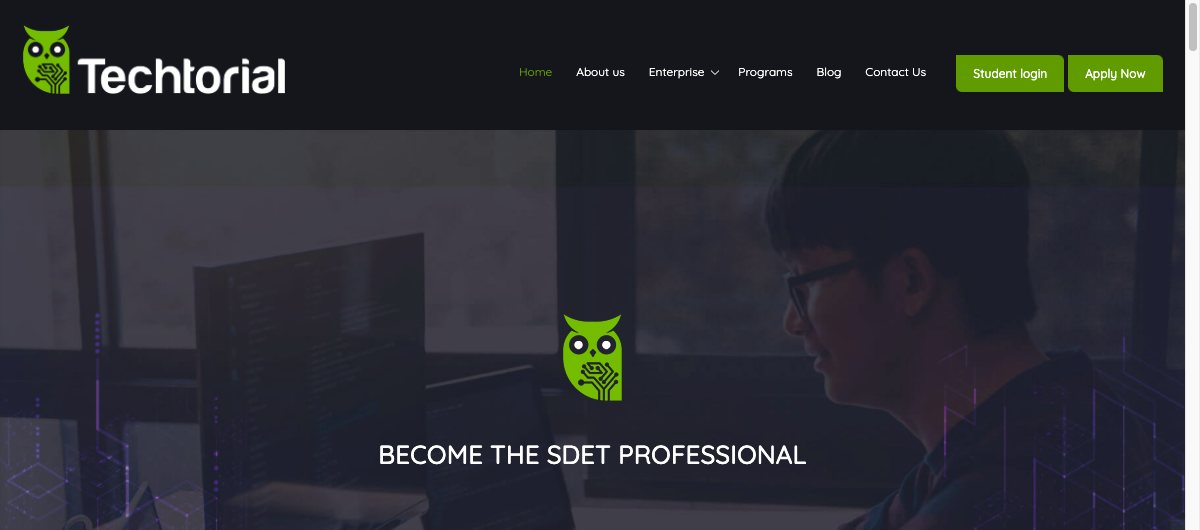 Techtorial
Home About us Enterprise Programs Blog Contact Us Student login Apply Now
BECOME THE SDET PROFESSIONAL